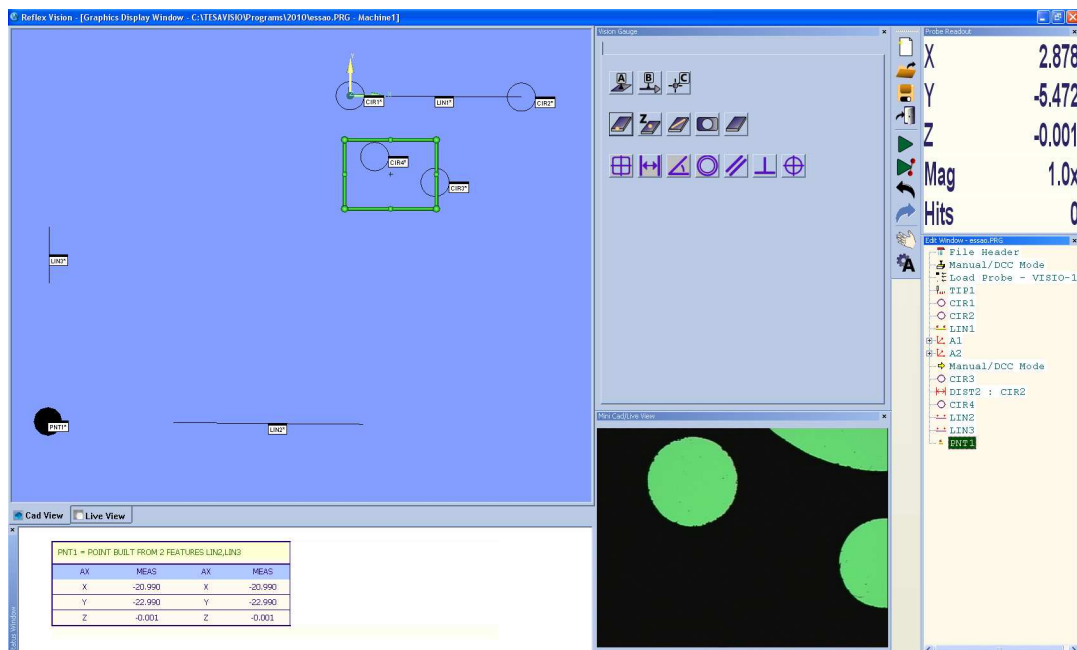 Reflex Vision - [Graphics Display Window - C:\TESAVISIO\Programs\2010\essao.PRG - Machine1]
Y
CIR1*
LIN1*
CIR2*
CIR4*
CIR3*
LIN3*
PNT1*
LIN2*
Cad View
Live View
PNT1 = POINT BUILT FROM 2 FEATURES LIN2,LIN3
AX MEAS AX MEAS
X -20.990 X -20.990
Y -22.990 Y -22.990
Z -0.001 Z -0.001
Vision Gauge
A B C
Z
Mini Cad/Live View
A
Probe Readout
X 2.878
Y -5.472
Z -0.001
Mag 1.0x
Hits 0
Edit Window - essao.PRG
File Header
Manual/DCC Mode
Load Probe - VISIO-1
TIP1
CIR1
CIR2
LIN1
A1
A2
Manual/DCC Mode
CIR3
DIST2 : CIR2
CIR4
LIN2
LIN3
PNT1